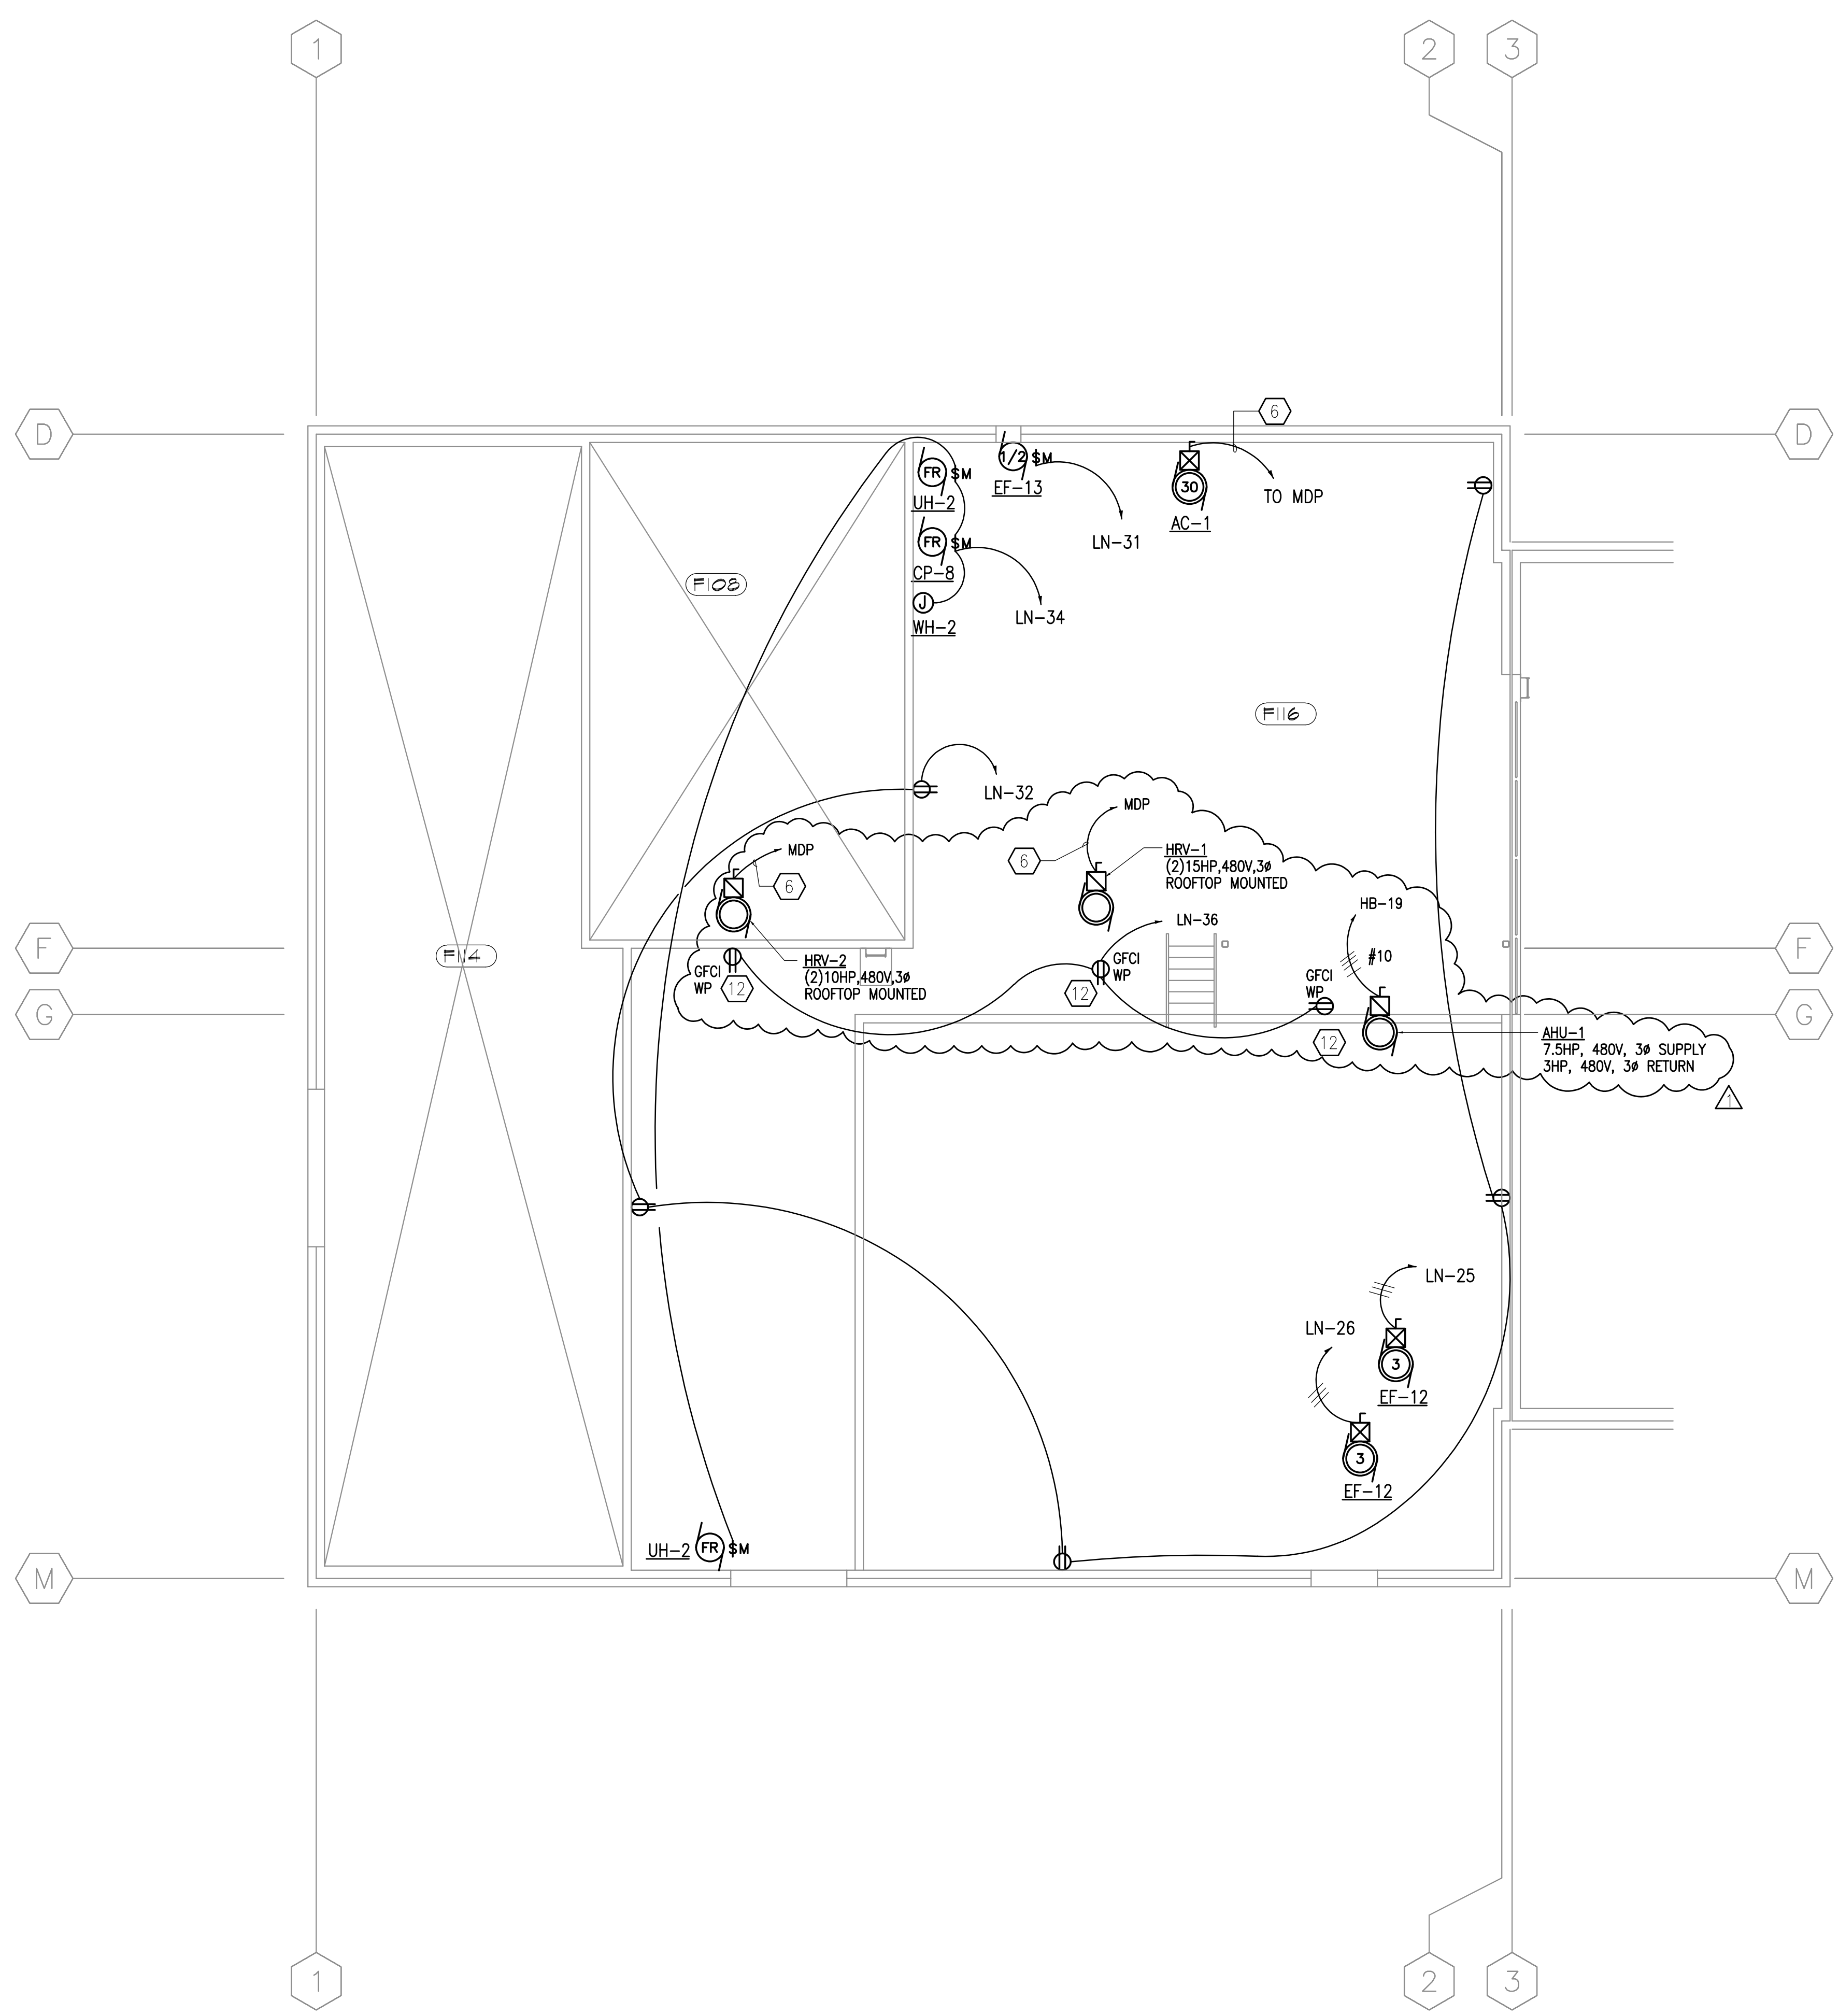 1
2
3
D
D
6
1/2 $M
EF-13
FR $M
UH-2
30
AC-1
TO MDP
LN-31
FR $M
CP-8
F108
J
WH-2
LN-34
F116
LN-32
MDP
MDP
6
HRV-1
(2)15HP,480V,3ø
ROOFTOP MOUNTED
6
HB-19
LN-36
F
F
F114
#10
HRV-2
(2)10HP,480V,3ø
ROOFTOP MOUNTED
GFCI
WP
12
GFCI
WP
12
GFCI
WP
12
G
G
AHU-1
7.5HP, 480V, 3ø SUPPLY
3HP, 480V, 3ø RETURN
1
LN-25
LN-26
3
EF-12
3
EF-12
UH-2
FR $M
M
M
1
2
3